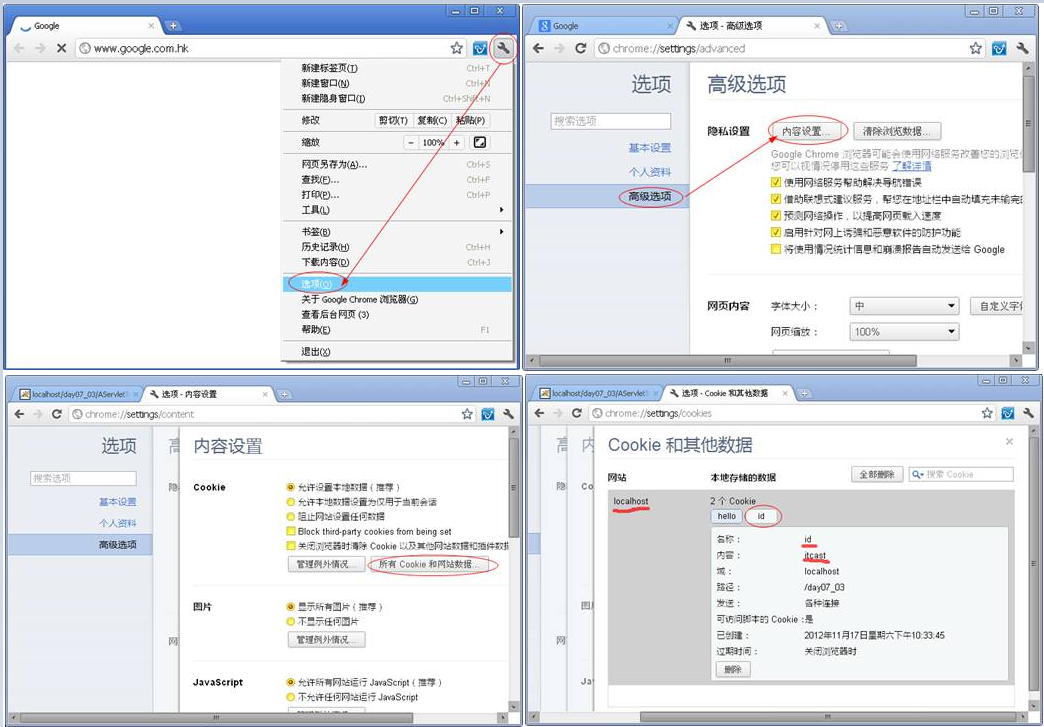 Google
www.google.com.hk
新建标签页(T) Ctrl+T
新建窗口(N) Ctrl+N
新建隐身窗口(I) Ctrl+Shift+N
修改 剪切(T) 复制(C) 粘贴(P)
缩放 - 100% +
网页另存为(A)... Ctrl+S
查找(F)... Ctrl+F
打印(P)... Ctrl+P
工具(L)
书签(B)
历史记录(H) Ctrl+H
下载内容(D) Ctrl+J
选项(O)
关于 Google Chrome 浏览器(G)
查看后台网页 (3)
帮助(E) F1
退出(X)
Google 选项 - 高级选项
chrome://settings/advanced
选项
搜索选项
基本设置
个人资料
高级选项
高级选项
隐私设置 内容设置... 清除浏览数据...
Google Chrome 浏览器可能会使用网络服务改善您的浏览
您可以视情况停用这些服务 了解详情
使用网络服务帮助解决导航错误
借助联想式建议服务，帮您在地址栏中自动填充未输完的
预测网络操作，以提高网页载入速度
启用针对网上诱骗和恶意软件的防护功能
将使用情况统计信息和崩溃报告自动发送给 Google
网页内容 字体大小： 中 自定义字
网页缩放： 100%
localhost/day07_03/AServlet 选项 - 内容设置
chrome://settings/content
选项
搜索选项
基本设置
个人资料
高级选项
内容设置
Cookie 允许设置本地数据（推荐）
允许本地数据设置为仅用于当前会话
阻止网站设置任何数据
Block third-party cookies from being set
关闭浏览器时清除 Cookie 以及其他网站数据和插件数据
管理例外情况... 所有 Cookie 和网站数据...
图片 显示所有图片（推荐）
不显示任何图片
管理例外情况...
JavaScript 允许所有网站运行 JavaScript（推荐）
不允许任何网站运行 JavaScript
localhost/day07_03/AServlet 选项 - Cookie 和其他数据
chrome://settings/cookies
Cookie 和其他数据
网站 本地存储的数据 全部删除 搜索 Cookie
localhost 2 个 Cookie
hello id
名称： id
内容： itcast
域： localhost
路径： /day07_03
发送： 各种连接
可访问脚本的 Cookie：是
已创建： 2012年11月17日星期六下午10:33:45
过期时间： 关闭浏览器时
删除